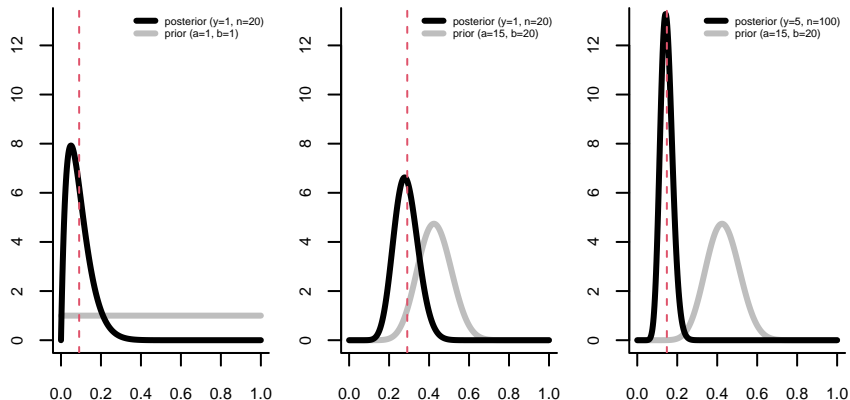 posterior (y=1, n=20)
prior (a=1, b=1)
12
10
8
6
4
2
0
0.0 0.2 0.4 0.6 0.8 1.0
posterior (y=1, n=20)
prior (a=15, b=20)
12
10
8
6
4
2
0
0.0 0.2 0.4 0.6 0.8 1.0
posterior (y=5, n=100)
prior (a=15, b=20)
12
10
8
6
4
2
0
0.0 0.2 0.4 0.6 0.8 1.0